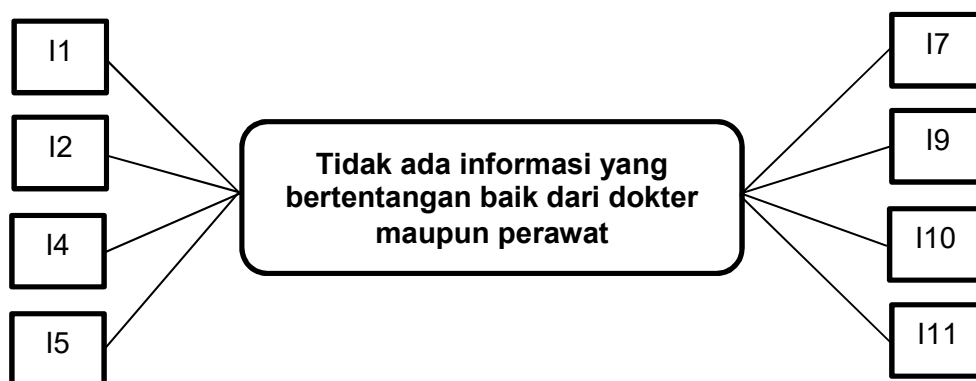 I1
I2
I4
I5
Tidak ada informasi yang
bertentangan baik dari dokter
maupun perawat
I7
I9
I10
I11